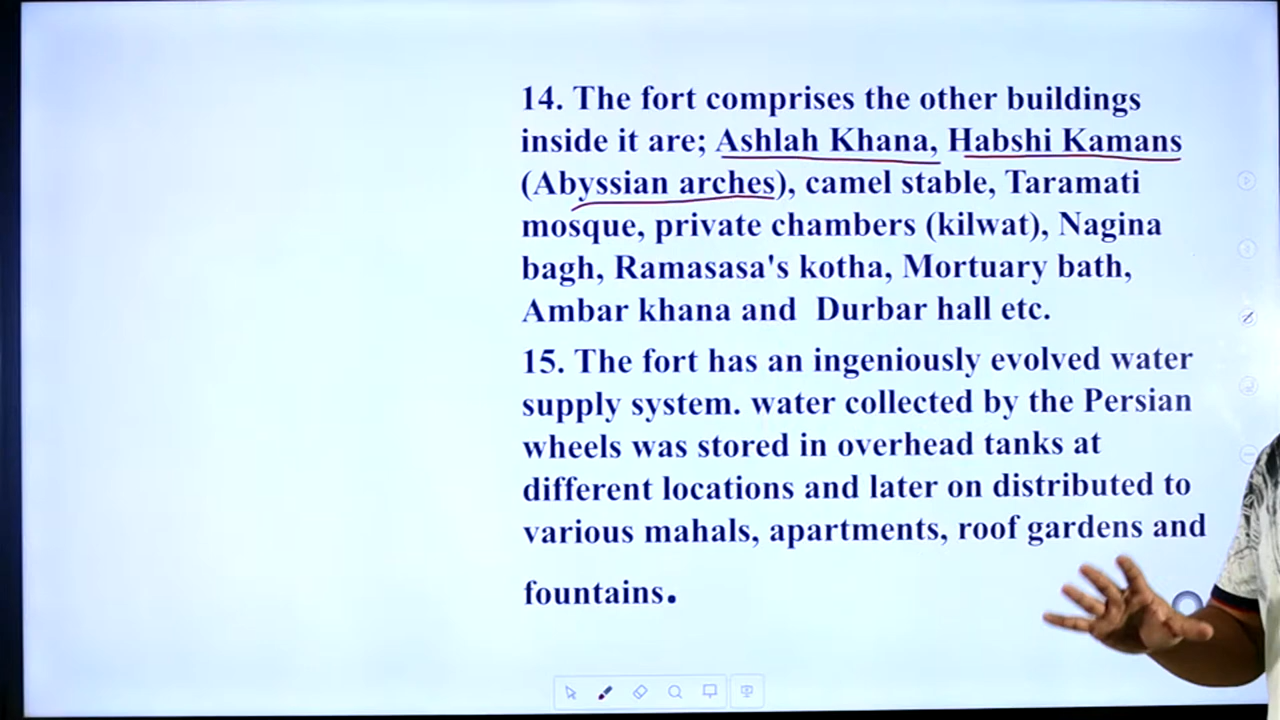 14. The fort comprises the other buildings
inside it are; Ashlah Khana, Habshi Kamans
(Abyssian arches), camel stable, Taramati
mosque, private chambers (kilwat), Nagina
bagh, Ramasasa's kotha, Mortuary bath,
Ambar khana and  Durbar hall etc.
15. The fort has an ingeniously evolved water
supply system. water collected by the Persian
wheels was stored in overhead tanks at
different locations and later on distributed to
various mahals, apartments, roof gardens and
fountains.